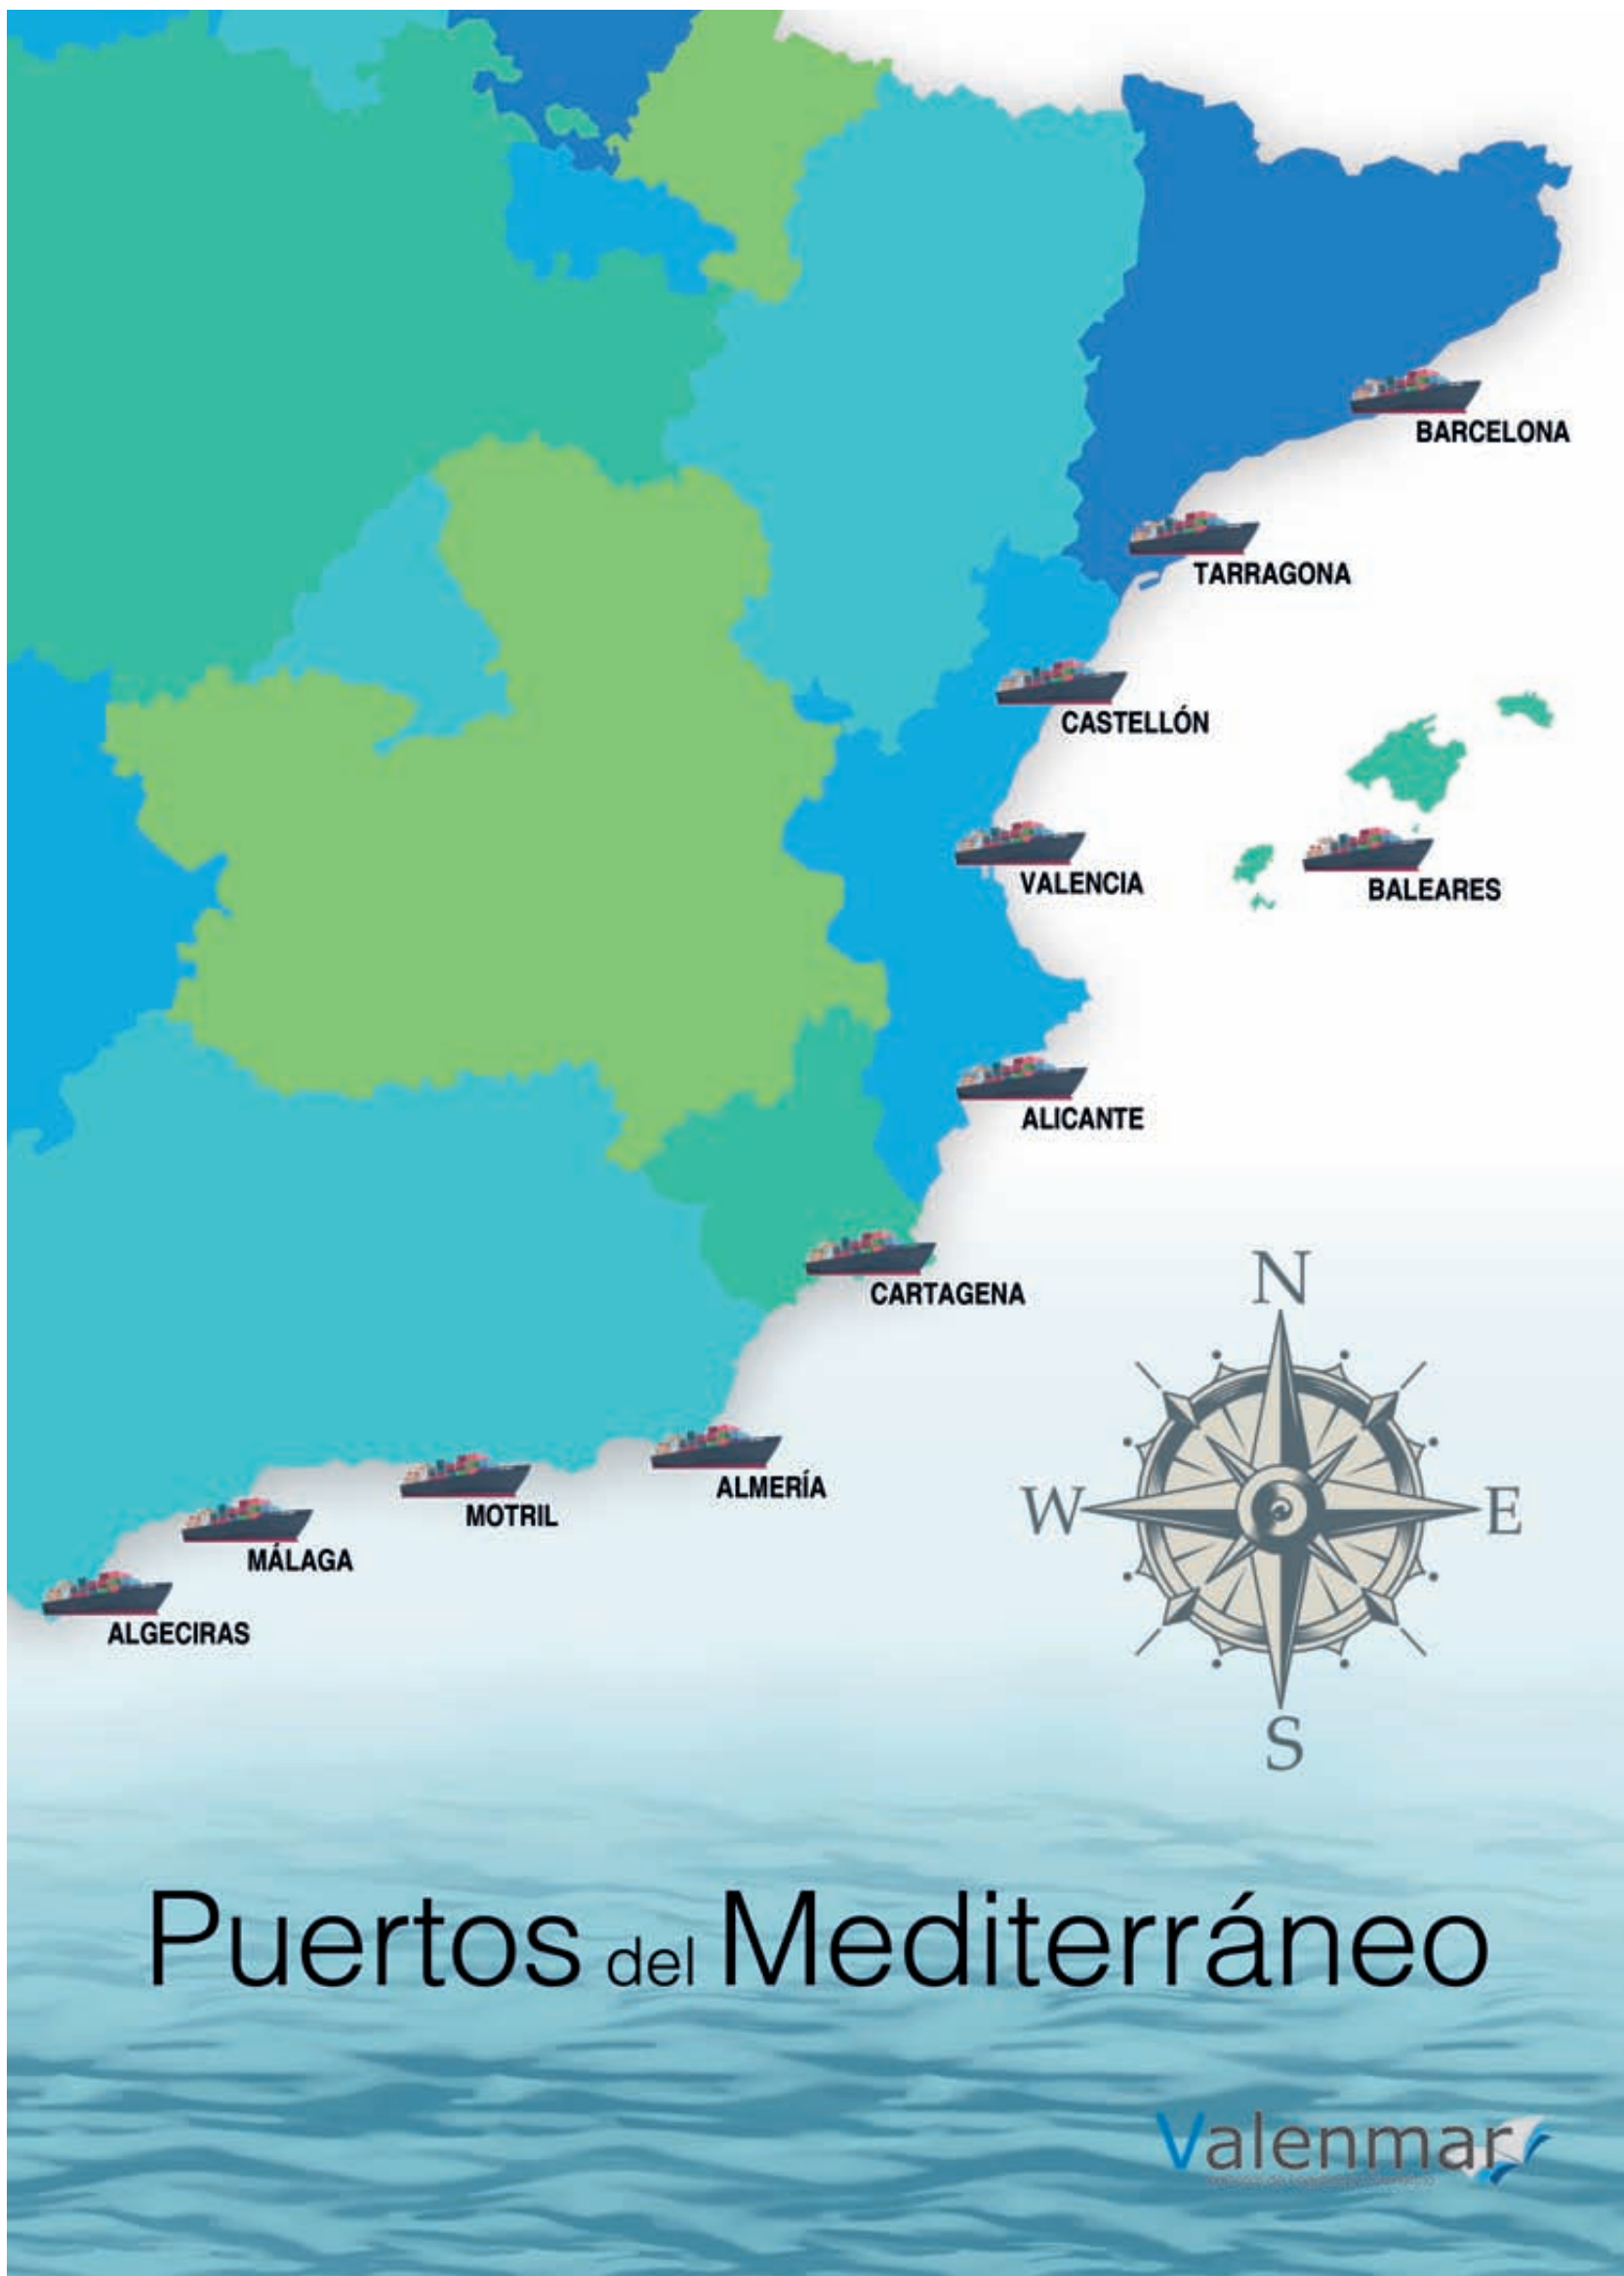 BARCELONA
TARRAGONA
CASTELLÓN
VALENCIA
BALEARES
ALICANTE
CARTAGENA
N
W
E
S
ALMERÍA
MOTRIL
MÁLAGA
ALGECIRAS
Puertos del Mediterráneo
Valenmar